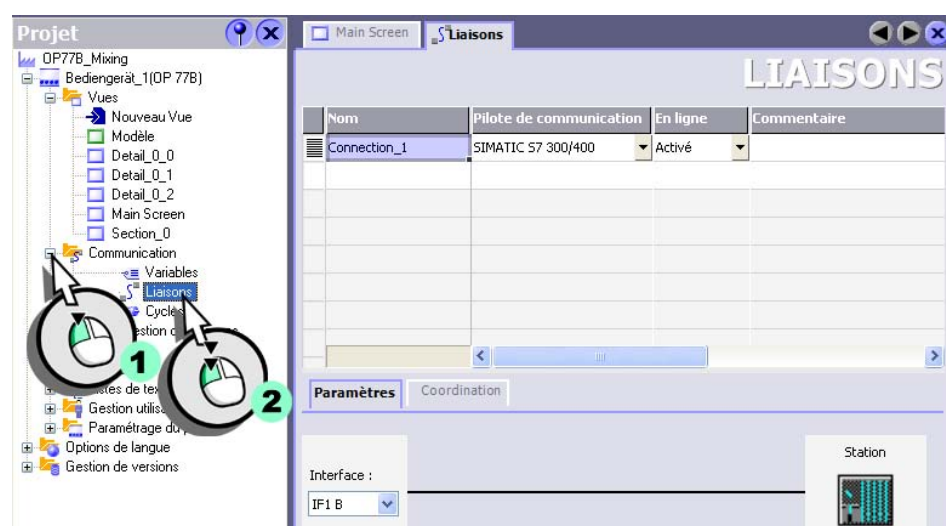 Projet
OP77B_Mixing
Bediengerät_1(OP 77B)
Vues
Nouveau Vue
Modèle
Detail_0_0
Detail_0_1
Detail_0_2
Main Screen
Section_0
Communication
Variables
Liaisons
1
2
Gestion utilis
Paramétrage du
Options de langue
Gestion de versions
Main Screen
Liaisons
LIAISONS
Nom Pilote de communication En ligne Commentaire
Connection_1 SIMATIC S7 300/400 Activé
Paramètres Coordination
Station
Interface :
IF1 B